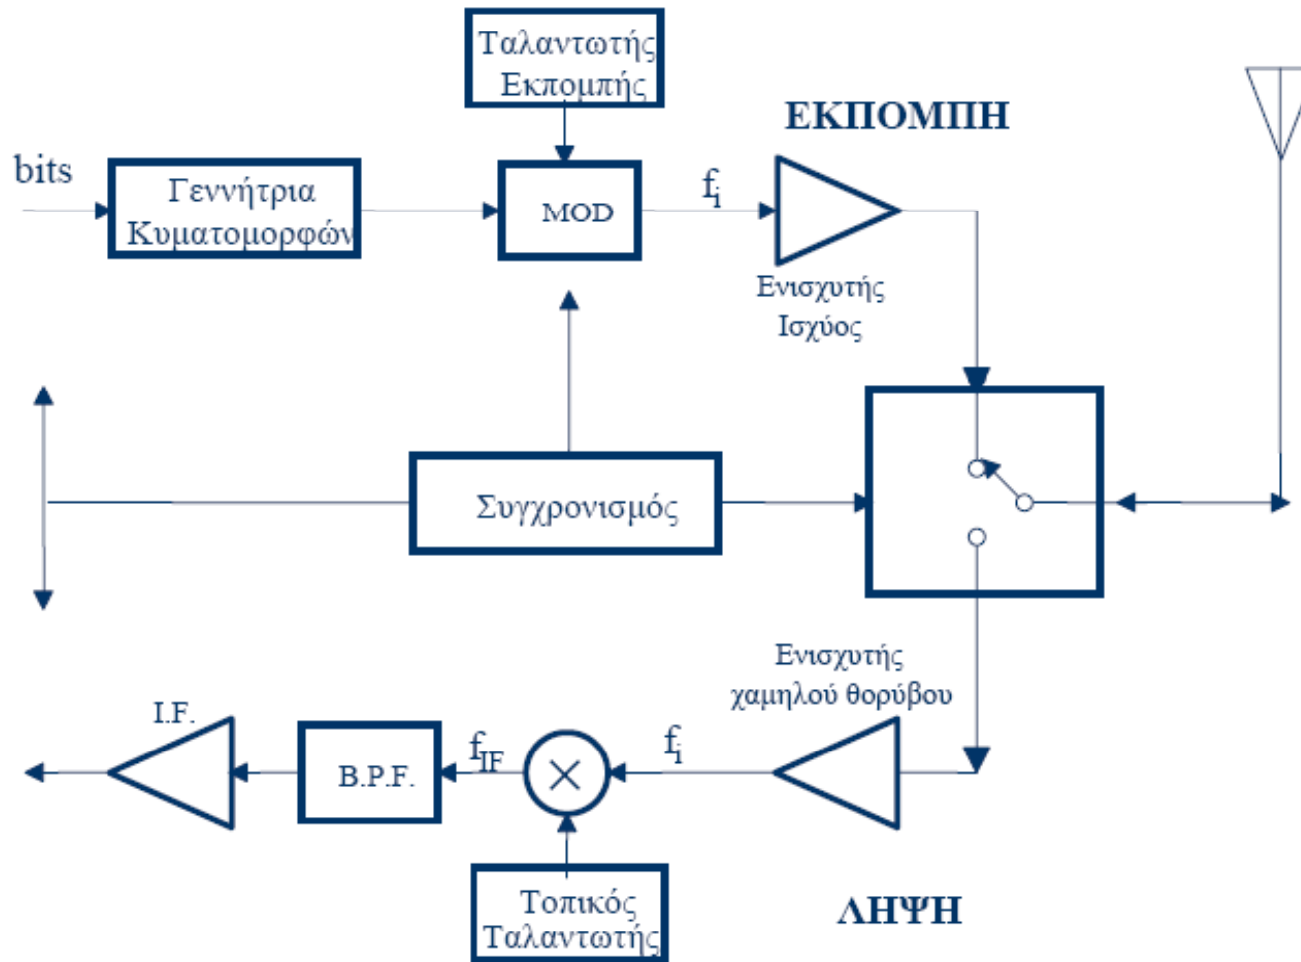 Ταλαντωτής
Εκπομπής
ΕΚΠΟΜΠΗ
bits
Γεννήτρια
Κυματομορφών
MOD
fi
Ενισχυτής
Ισχύος
Συγχρονισμός
Ενισχυτής
χαμηλού θορύβου
I.F.
B.P.F.
fIF
fi
Τοπικός
Ταλαντωτής
ΛΗΨΗ